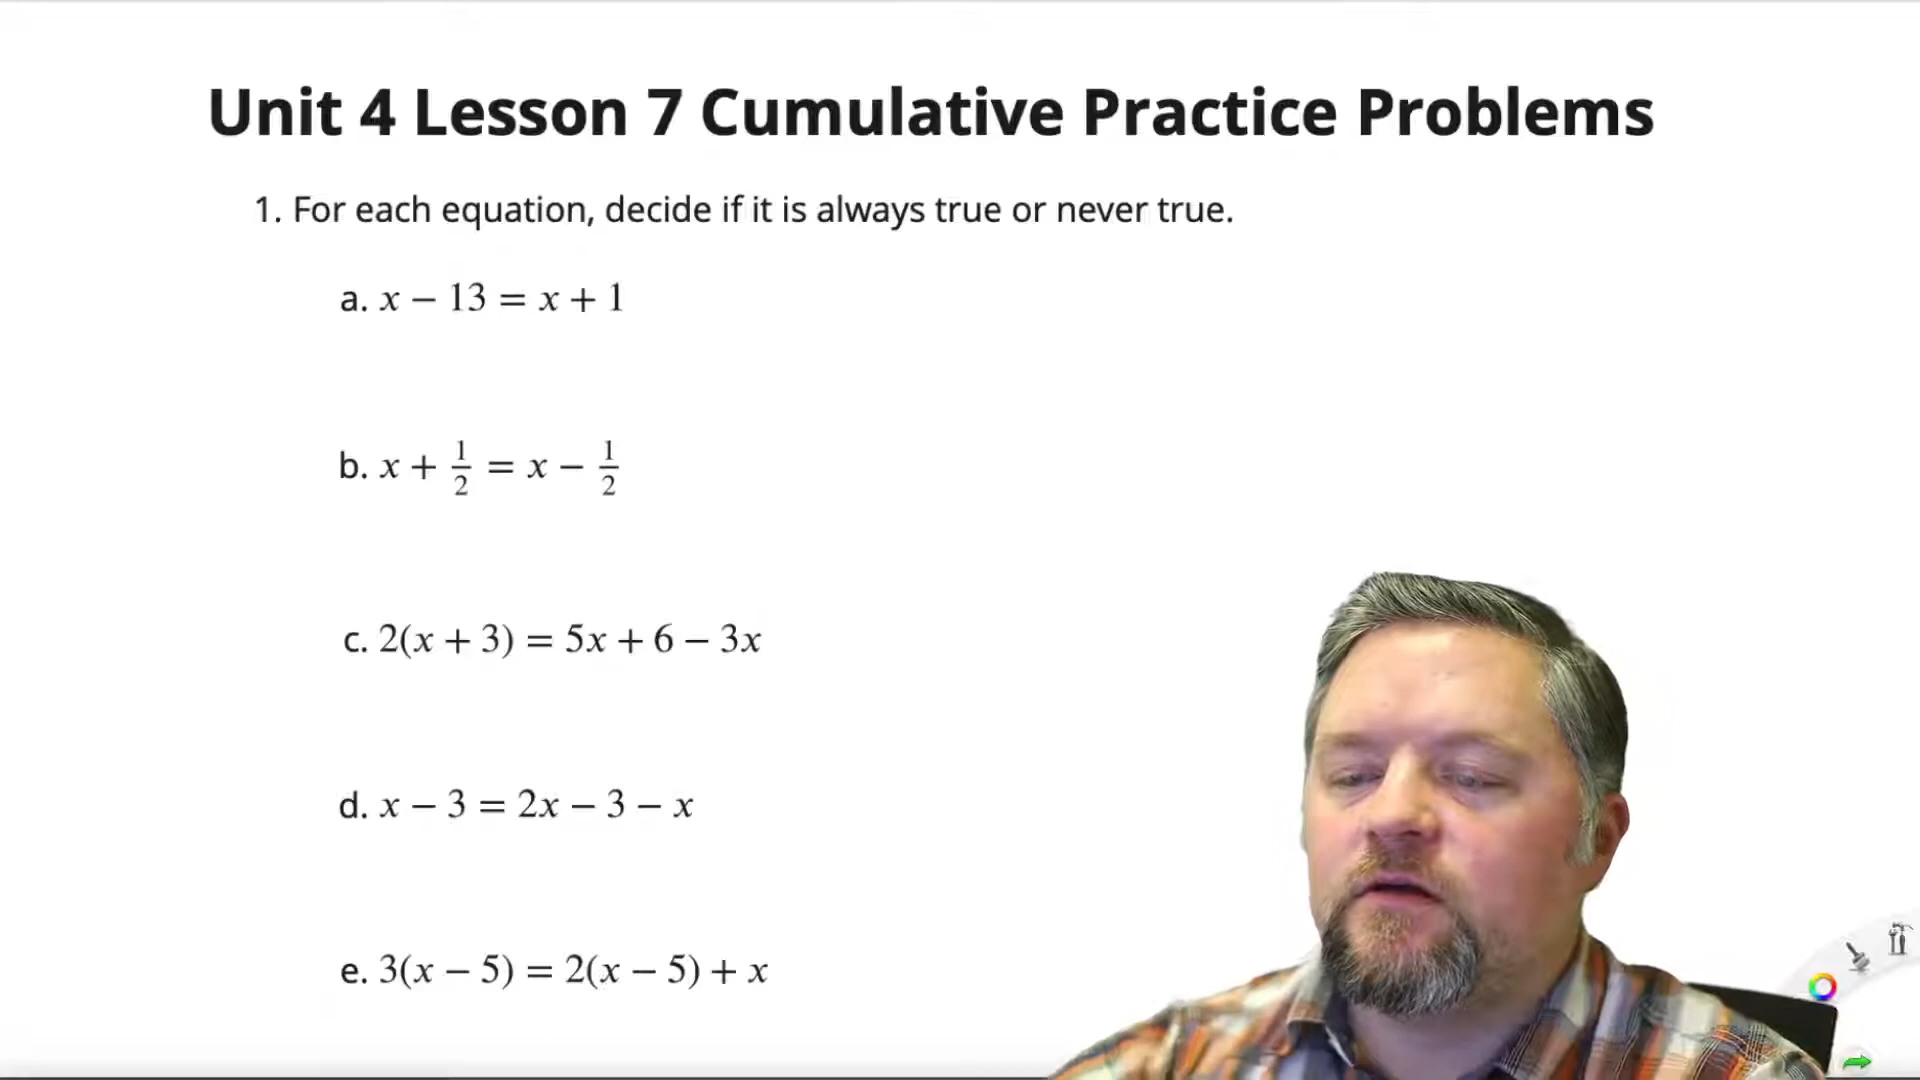 Unit 4 Lesson 7 Cumulative Practice Problems
1. For each equation, decide if it is always true or never true.
a. x − 13 = x + 1
b. x + 1/2 = x − 1/2
c. 2(x + 3) = 5x + 6 − 3x
d. x − 3 = 2x − 3 − x
e. 3(x − 5) = 2(x − 5) + x